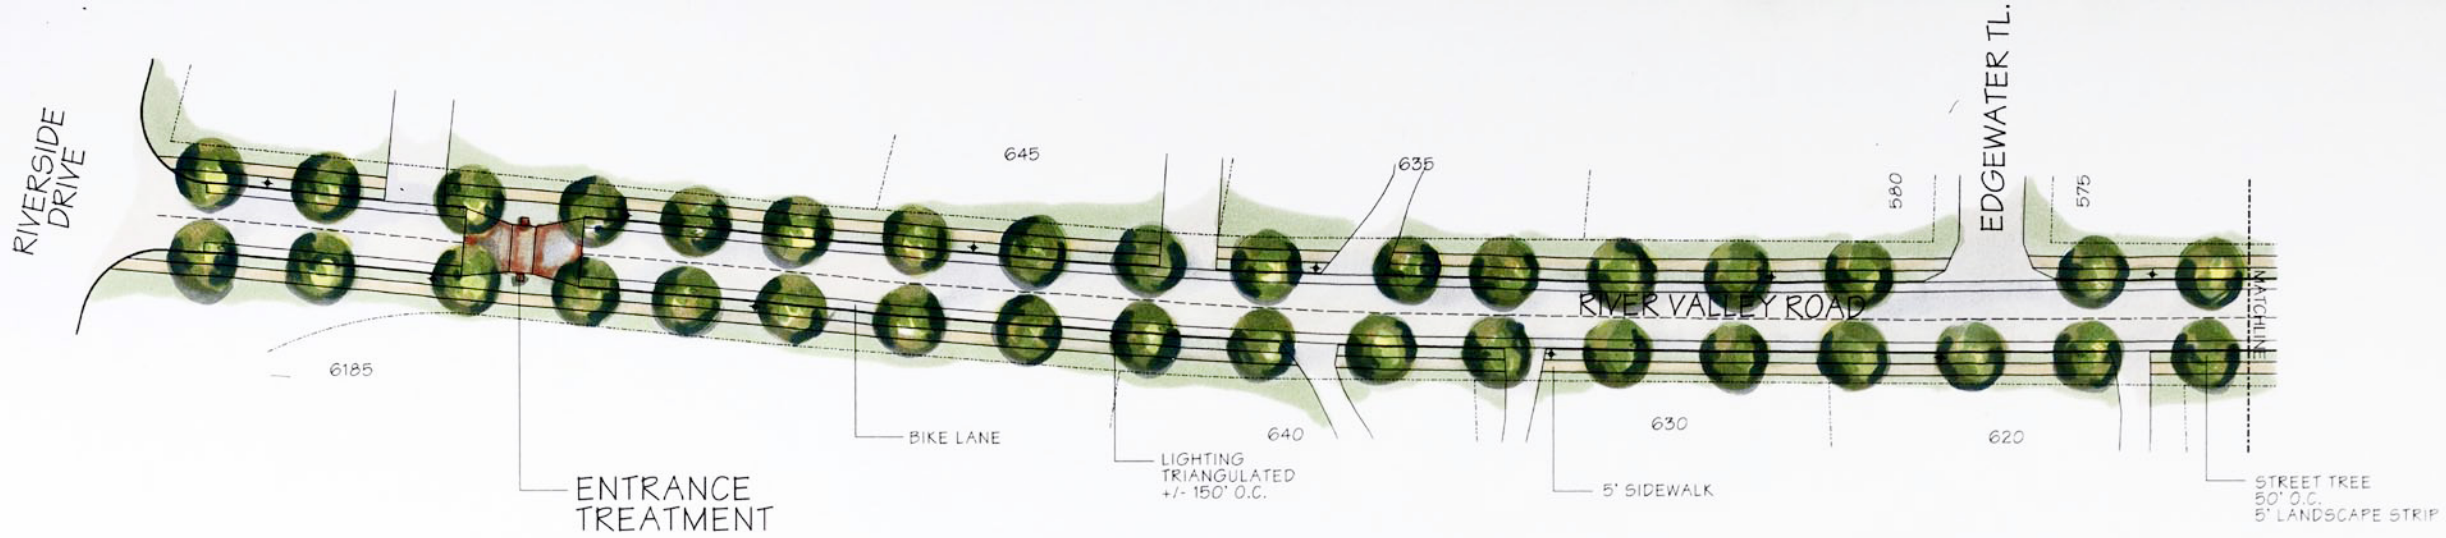 RIVERSIDE
DRIVE
6185
ENTRANCE
TREATMENT
BIKE LANE
645
LIGHTING
TRIANGULATED
+/- 150' O.C.
635
640
5' SIDEWALK
RIVER VALLEY ROAD
630
580
EDGEWATER TL.
575
620
MATCHLINE
STREET TREE
50' O.C.
5' LANDSCAPE STRIP